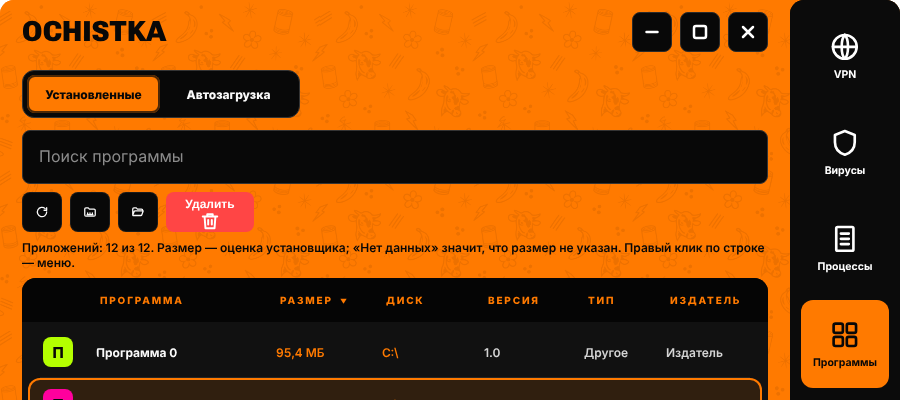 OCHISTKA
VPN
Установленные
Автозагрузка
Поиск программы
Вирусы
Удалить
Приложений: 12 из 12. Размер — оценка установщика; «Нет данных» значит, что размер не указан. Правый клик по строке
— меню.
Процессы
ПРОГРАММА РАЗМЕР ▼ ДИСК ВЕРСИЯ ТИП ИЗДАТЕЛЬ
П Программа 0 95,4 МБ C:\ 1.0 Другое Издатель
Программы